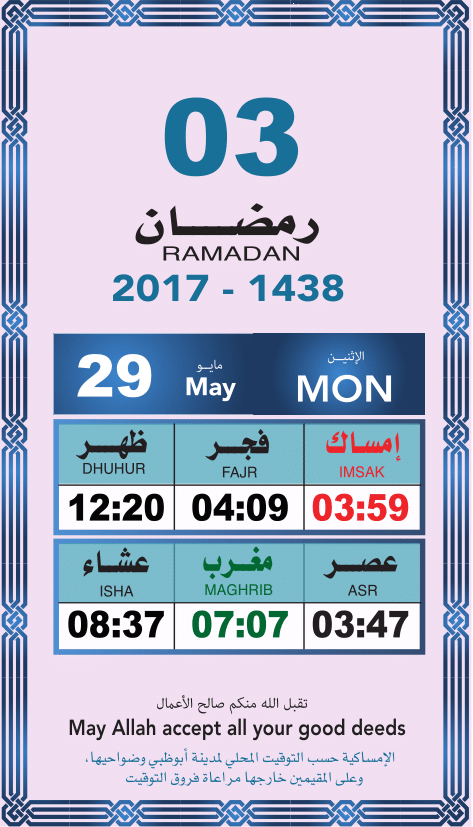 03
رمضان
RAMADAN
2017 - 1438
29 مايو May الإثنين MON
ظهر فجر إمساك
DHUHUR FAJR IMSAK
12:20 04:09 03:59
عشاء مغرب عصر
ISHA MAGHRIB ASR
08:37 07:07 03:47
تقبل الله منكم صالح الأعمال
May Allah accept all your good deeds
الإمساكية حسب التوقيت المحلي لمدينة أبوظبي وضواحيها،
وعلى المقيمين خارجها مراعاة فروق التوقيت